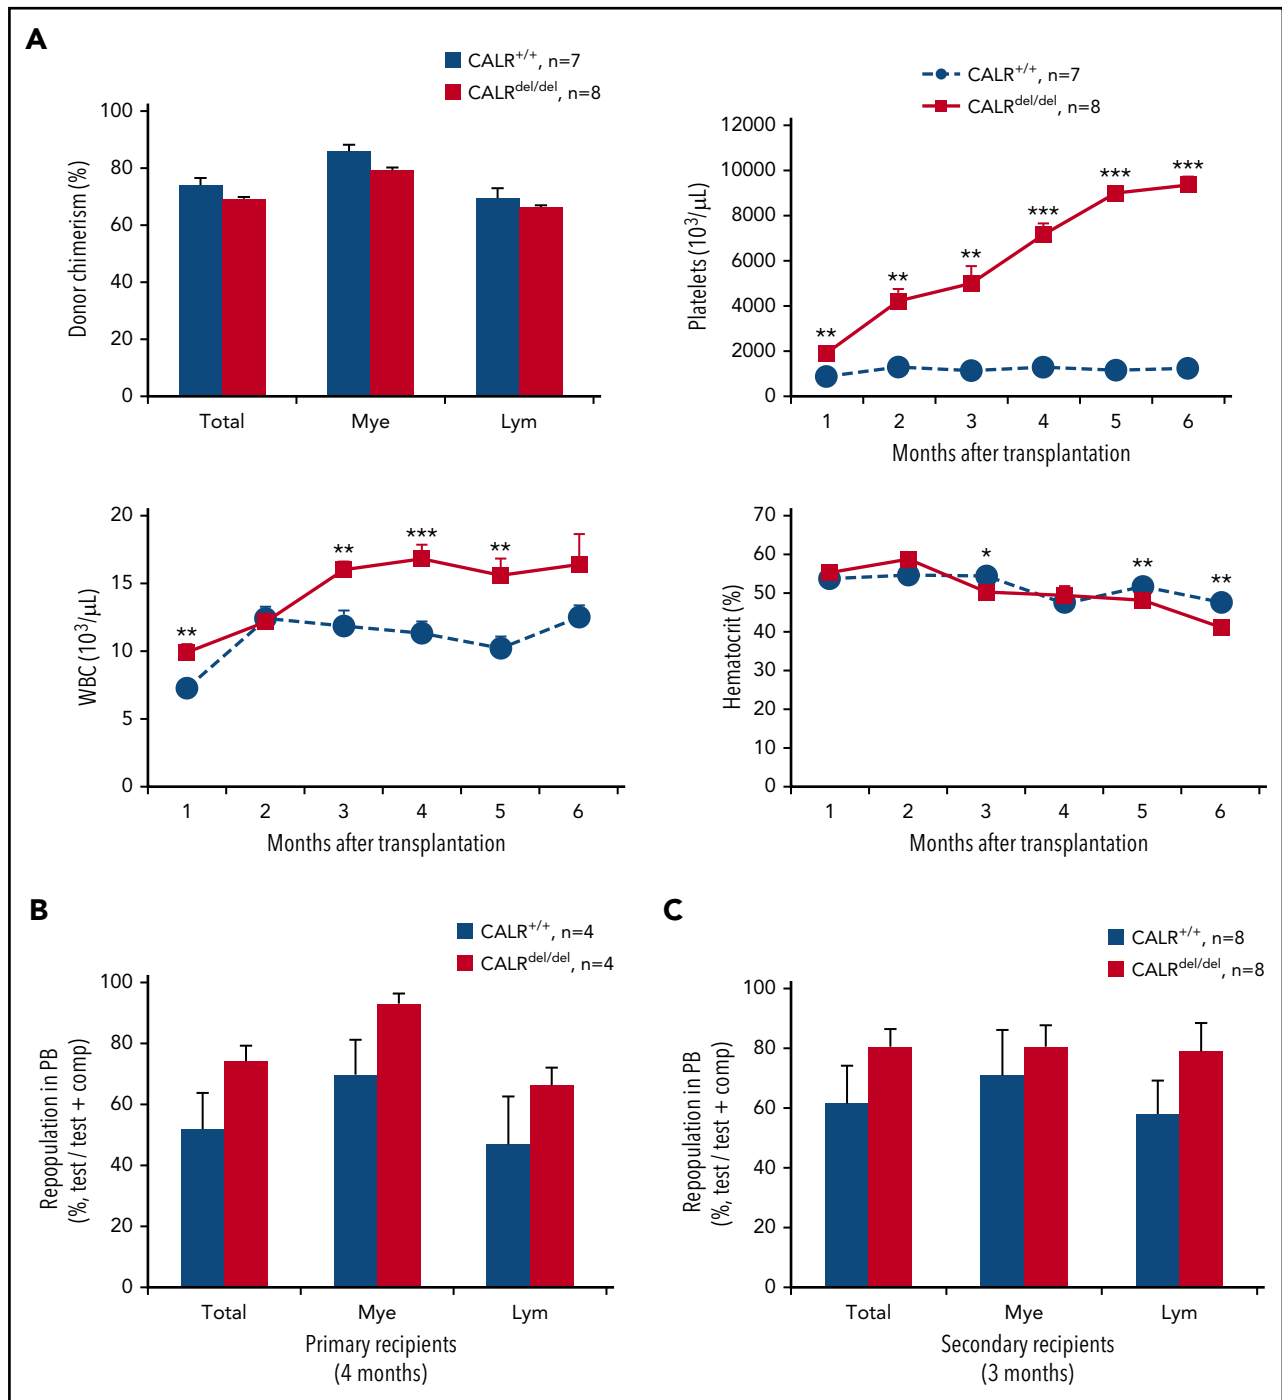 A
CALR+/+, n=7
CALRdel/del, n=8
Donor chimerism (%)
100
80
60
40
20
0
Total Mye Lym
CALR+/+, n=7
CALRdel/del, n=8
Platelets (10³/μL)
12000
10000
8000
6000
4000
2000
0
** ** ** *** *** ***
1 2 3 4 5 6
Months after transplantation
WBC (10³/μL)
20
15
10
5
0
** ** *** **
1 2 3 4 5 6
Months after transplantation
Hematocrit (%)
70
60
50
40
30
20
10
0
* ** **
1 2 3 4 5 6
Months after transplantation
B
CALR+/+, n=4
CALRdel/del, n=4
Repopulation in PB
(%, test / test + comp)
100
80
60
40
20
0
Total Mye Lym
Primary recipients
(4 months)
C
CALR+/+, n=8
CALRdel/del, n=8
Repopulation in PB
(%, test / test + comp)
100
80
60
40
20
0
Total Mye Lym
Secondary recipients
(3 months)